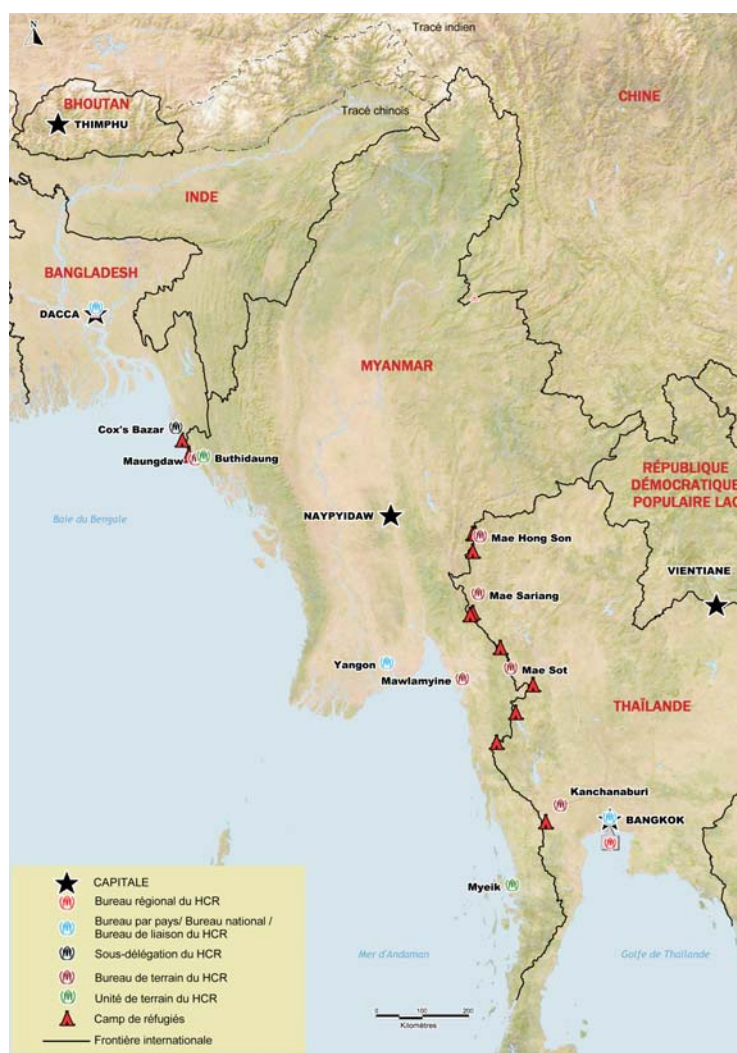 N
Tracé indien
BHOUTAN
THIMPHU
CHINE
Tracé chinois
INDE
BANGLADESH
DACCA
MYANMAR
Cox's Bazar
Maungdaw
Buthidaung
RÉPUBLIQUE
DÉMOCRATIQUE
POPULAIRE LAO
Baie du Bengale
NAYPYIDAW
Mae Hong Son
VIENTIANE
Mae Sariang
Yangon
Mawlamyine
Mae Sot
THAÏLANDE
Kanchanaburi
BANGKOK
Myeik
CAPITALE
Bureau régional du HCR
Bureau par pays/ Bureau national /
Bureau de liaison du HCR
Sous-délégation du HCR
Bureau de terrain du HCR
Unité de terrain du HCR
Camp de réfugiés
Frontière internationale
Mer d'Andaman
Golfe de Thaïlande
0 100 200
Kilomètres